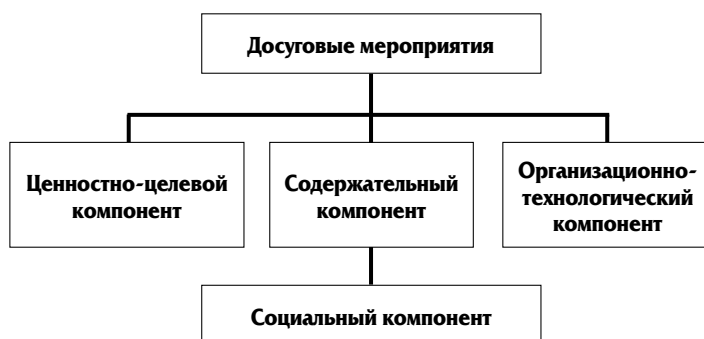 Досуговые мероприятия
Ценностно-целевой
компонент
Содержательный
компонент
Организационно-
технологический
компонент
Социальный компонент